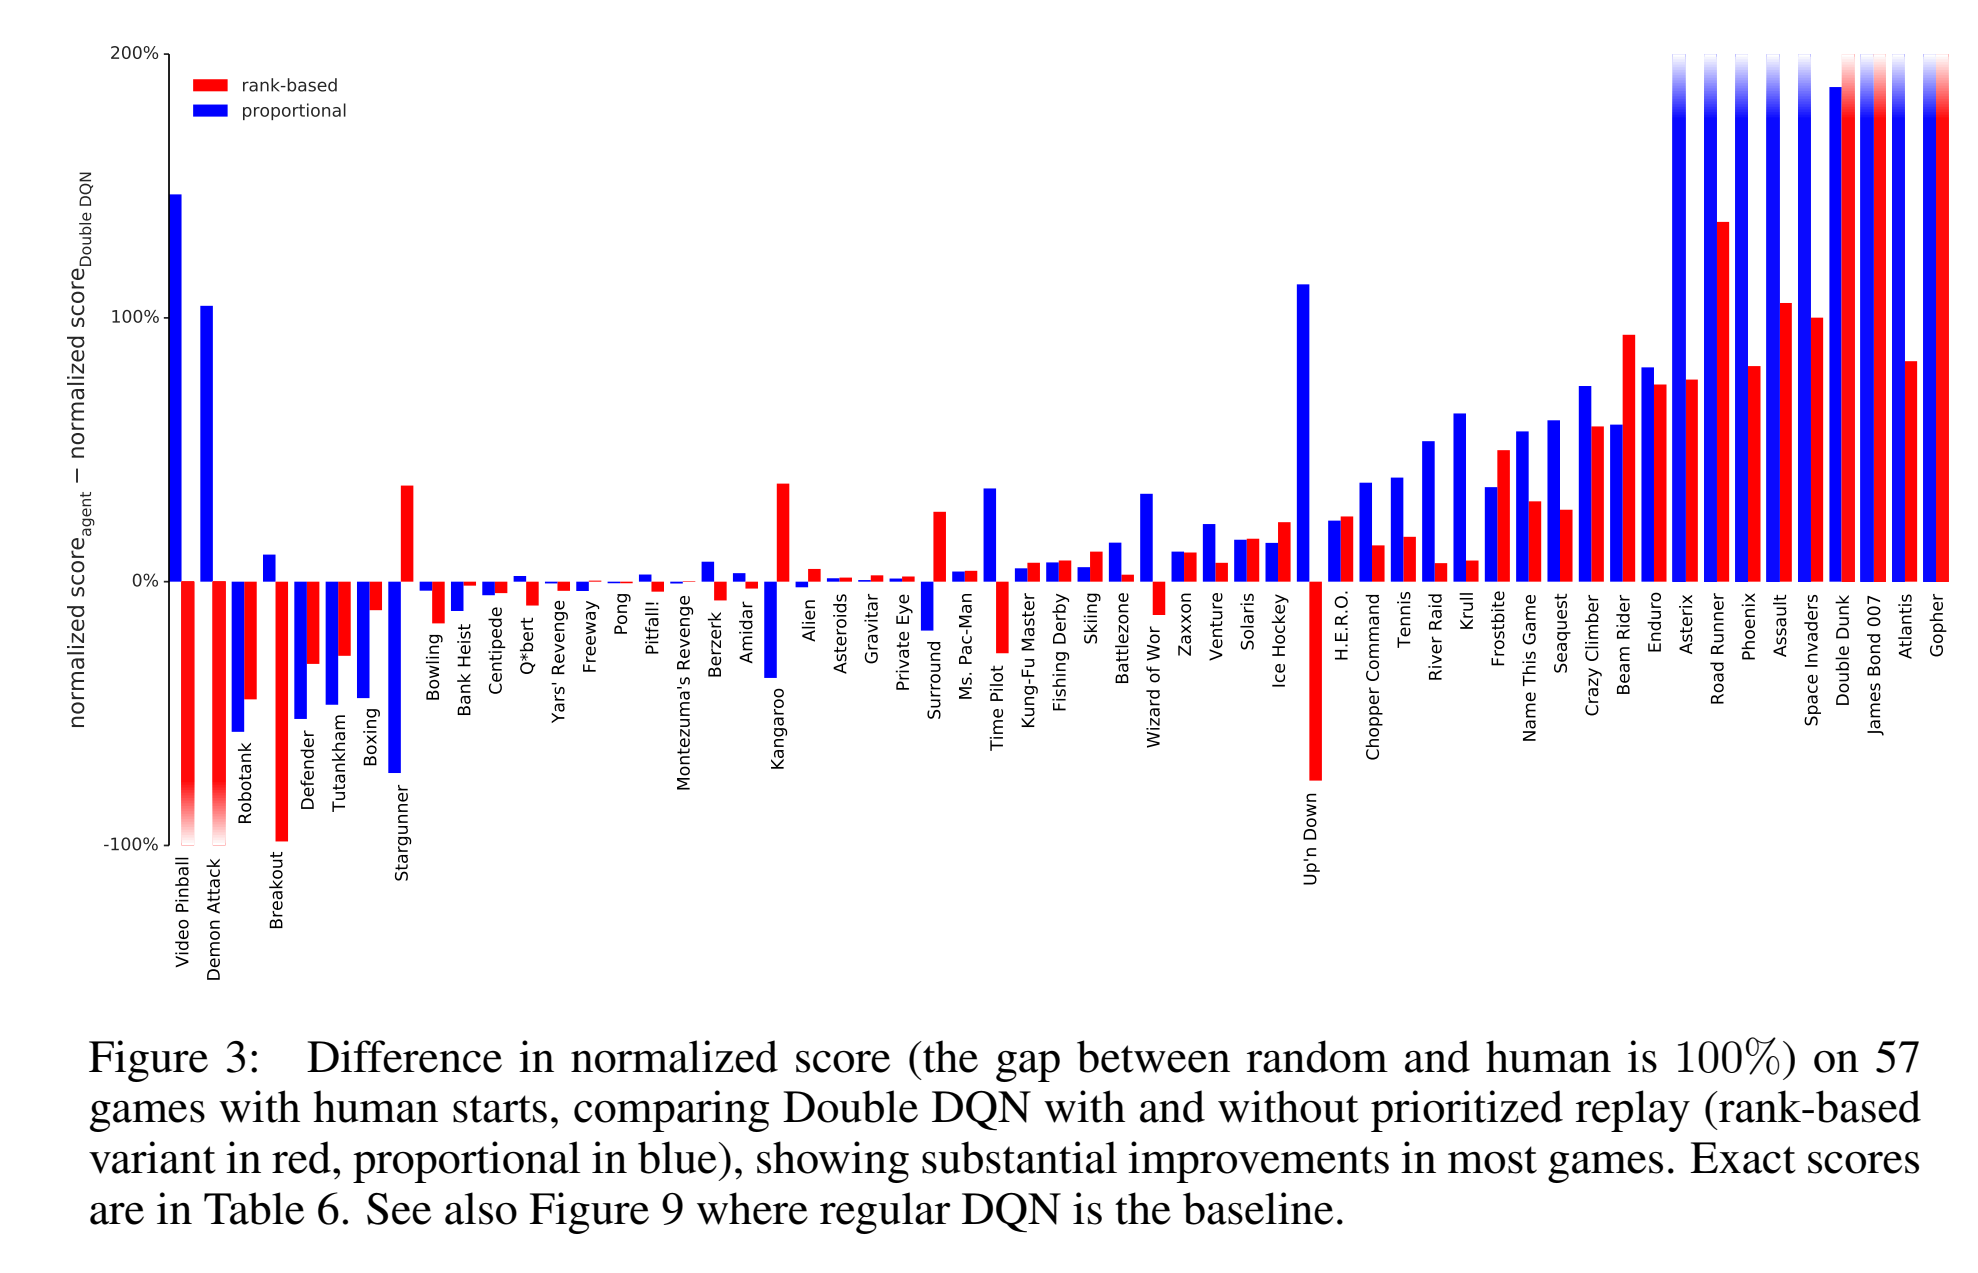 200%
rank-based
proportional
100%
0%
-100%
normalized score_agent − normalized score_Double DQN
Video Pinball
Demon Attack
Robotank
Breakout
Defender
Tutankham
Boxing
Stargunner
Bowling
Bank Heist
Centipede
Q*bert
Yars' Revenge
Freeway
Pong
Pitfall!
Montezuma's Revenge
Berzerk
Amidar
Kangaroo
Alien
Asteroids
Gravitar
Private Eye
Surround
Ms. Pac-Man
Time Pilot
Kung-Fu Master
Fishing Derby
Skiing
Battlezone
Wizard of Wor
Zaxxon
Venture
Solaris
Ice Hockey
Up'n Down
H.E.R.O.
Chopper Command
Tennis
River Raid
Krull
Frostbite
Name This Game
Seaquest
Crazy Climber
Beam Rider
Enduro
Asterix
Road Runner
Phoenix
Assault
Space Invaders
Double Dunk
James Bond 007
Atlantis
Gopher
Figure 3: Difference in normalized score (the gap between random and human is 100%) on 57
games with human starts, comparing Double DQN with and without prioritized replay (rank-based
variant in red, proportional in blue), showing substantial improvements in most games. Exact scores
are in Table 6. See also Figure 9 where regular DQN is the baseline.